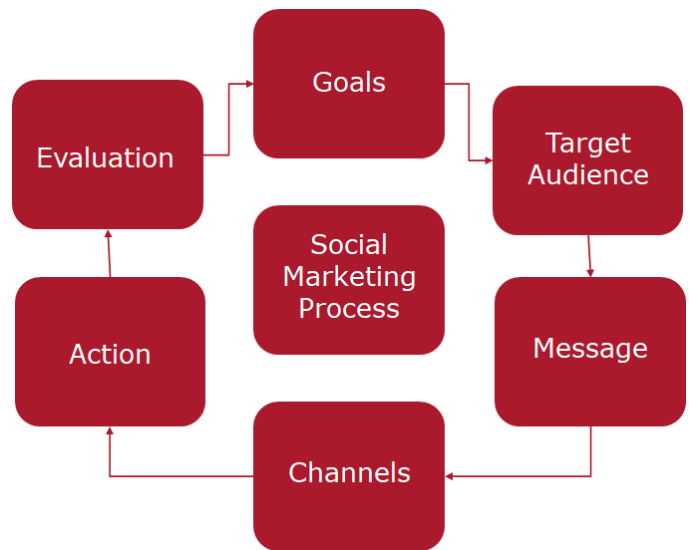 Goals
Target
Audience
Evaluation
Social
Marketing
Process
Message
Action
Channels